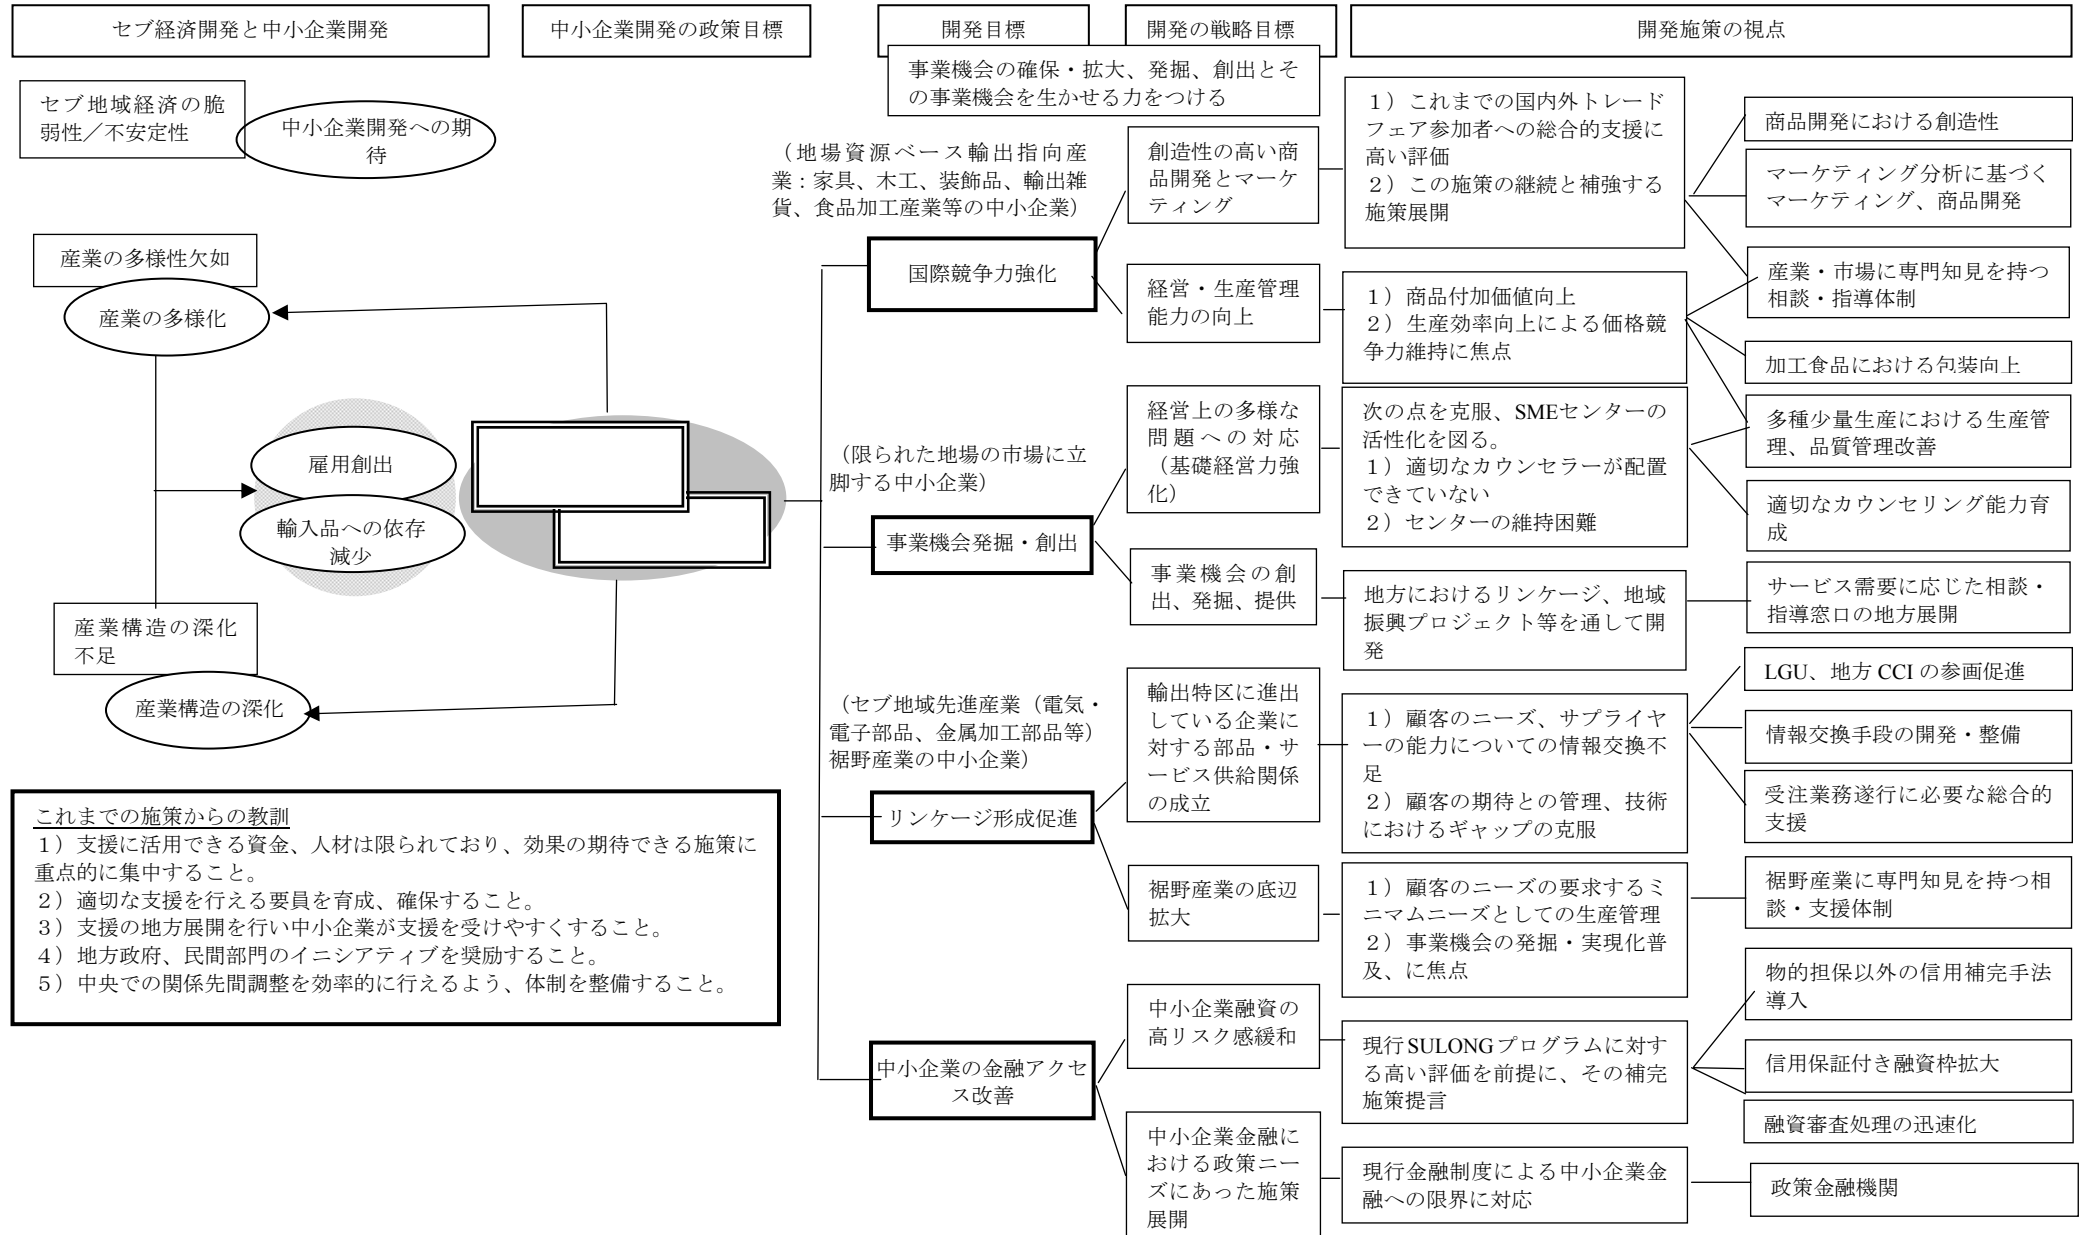 セブ経済開発と中小企業開発
中小企業開発の政策目標
開発目標
開発の戦略目標
開発施策の視点
事業機会の確保・拡大、発掘、創出とそ
の事業機会を生かせる力をつける
セブ地域経済の脆
弱性／不安定性
中小企業開発への期
待
産業の多様性欠如
産業の多様化
雇用創出
輸入品への依存
減少
産業構造の深化
不足
産業構造の深化
これまでの施策からの教訓
１）支援に活用できる資金、人材は限られており、効果の期待できる施策に
重点的に集中すること。
２）適切な支援を行える要員を育成、確保すること。
３）支援の地方展開を行い中小企業が支援を受けやすくすること。
４）地方政府、民間部門のイニシアティブを奨励すること。
５）中央での関係先間調整を効率的に行えるよう、体制を整備すること。
（地場資源ベース輸出指向産
業：家具、木工、装飾品、輸出雑
貨、食品加工産業等の中小企業）
国際競争力強化
（限られた地場の市場に立
脚する中小企業）
事業機会発掘・創出
（セブ地域先進産業（電気・
電子部品、金属加工部品等）
裾野産業の中小企業）
リンケージ形成促進
中小企業の金融アクセ
ス改善
創造性の高い商
品開発とマーケ
ティング
経営・生産管理
能力の向上
経営上の多様な
問題への対応
（基礎経営力強
化）
事業機会の創
出、発掘、提供
輸出特区に進出
している企業に
対する部品・サ
ービス供給関係
の成立
裾野産業の底辺
拡大
中小企業融資の
高リスク感緩和
中小企業金融に
おける政策ニー
ズにあった施策
展開
１）これまでの国内外トレード
フェア参加者への総合的支援に
高い評価
２）この施策の継続と補強する
施策展開
１）商品付加価値向上
２）生産効率向上による価格競
争力維持に焦点
次の点を克服、SMEセンターの
活性化を図る。
１）適切なカウンセラーが配置
できていない
２）センターの維持困難
地方におけるリンケージ、地域
振興プロジェクト等を通して開
発
１）顧客のニーズ、サプライヤ
ーの能力についての情報交換不
足
２）顧客の期待との管理、技術
におけるギャップの克服
１）顧客のニーズの要求するミ
ニマムニーズとしての生産管理
２）事業機会の発掘・実現化普
及、に焦点
現行SULONGプログラムに対す
る高い評価を前提に、その補完
施策提言
現行金融制度による中小企業金
融への限界に対応
商品開発における創造性
マーケティング分析に基づく
マーケティング、商品開発
産業・市場に専門知見を持つ
相談・指導体制
加工食品における包装向上
多種少量生産における生産管
理、品質管理改善
適切なカウンセリング能力育
成
サービス需要に応じた相談・
指導窓口の地方展開
LGU、地方 CCI の参画促進
情報交換手段の開発・整備
受注業務遂行に必要な総合的
支援
裾野産業に専門知見を持つ相
談・支援体制
物的担保以外の信用補完手法
導入
信用保証付き融資枠拡大
融資審査処理の迅速化
政策金融機関